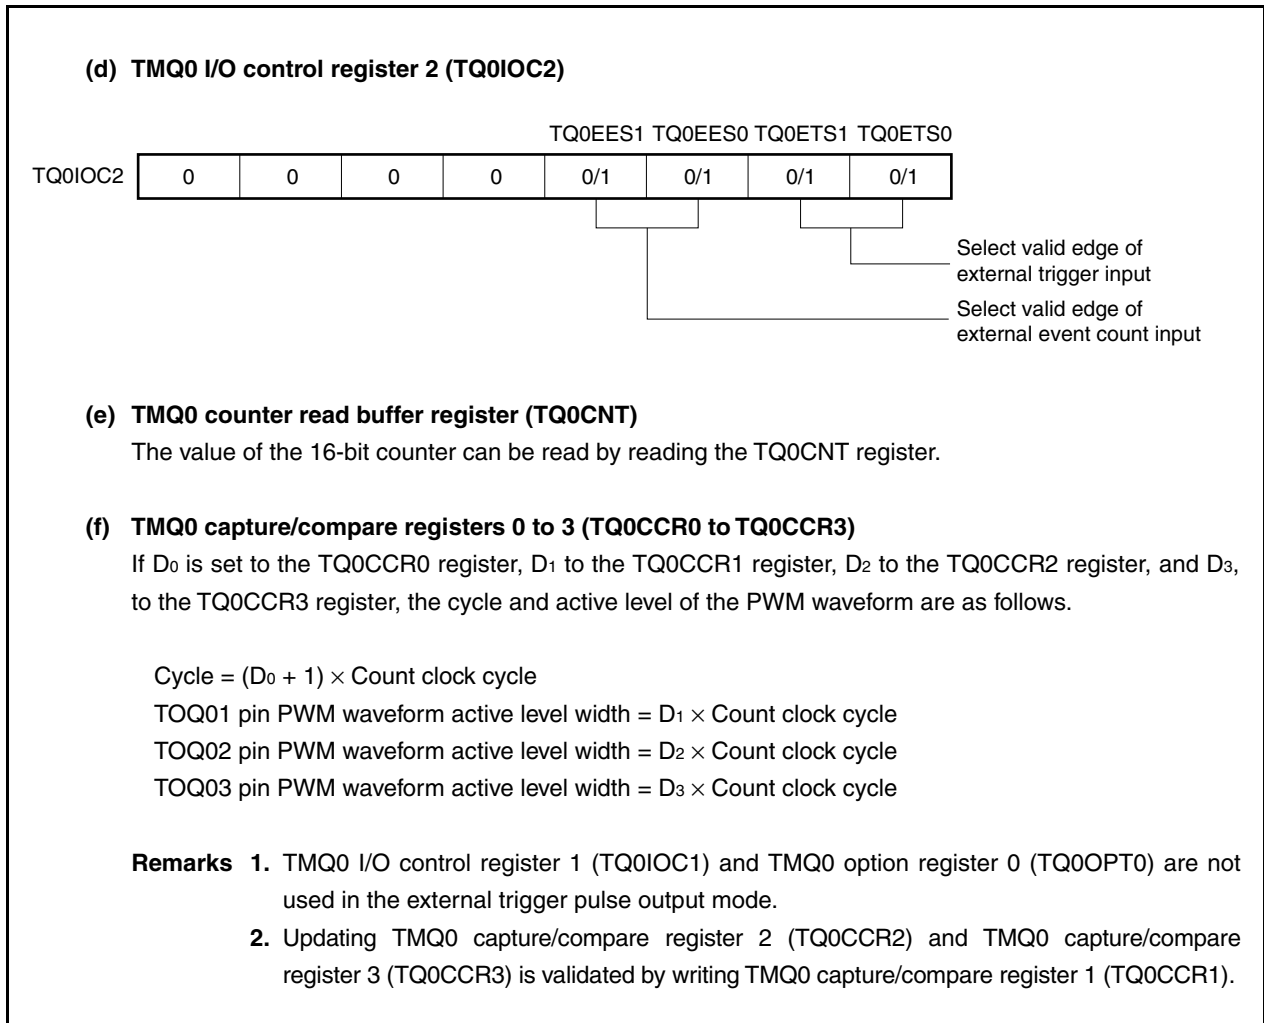 (d) TMQ0 I/O control register 2 (TQ0IOC2)
TQ0EES1 TQ0EES0 TQ0ETS1 TQ0ETS0
TQ0IOC2 0 0 0 0 0/1 0/1 0/1 0/1
Select valid edge of
external trigger input
Select valid edge of
external event count input
(e) TMQ0 counter read buffer register (TQ0CNT)
The value of the 16-bit counter can be read by reading the TQ0CNT register.
(f) TMQ0 capture/compare registers 0 to 3 (TQ0CCR0 to TQ0CCR3)
If D0 is set to the TQ0CCR0 register, D1 to the TQ0CCR1 register, D2 to the TQ0CCR2 register, and D3,
to the TQ0CCR3 register, the cycle and active level of the PWM waveform are as follows.
Cycle = (D0 + 1) × Count clock cycle
TOQ01 pin PWM waveform active level width = D1 × Count clock cycle
TOQ02 pin PWM waveform active level width = D2 × Count clock cycle
TOQ03 pin PWM waveform active level width = D3 × Count clock cycle
Remarks 1. TMQ0 I/O control register 1 (TQ0IOC1) and TMQ0 option register 0 (TQ0OPT0) are not
used in the external trigger pulse output mode.
2. Updating TMQ0 capture/compare register 2 (TQ0CCR2) and TMQ0 capture/compare
register 3 (TQ0CCR3) is validated by writing TMQ0 capture/compare register 1 (TQ0CCR1).